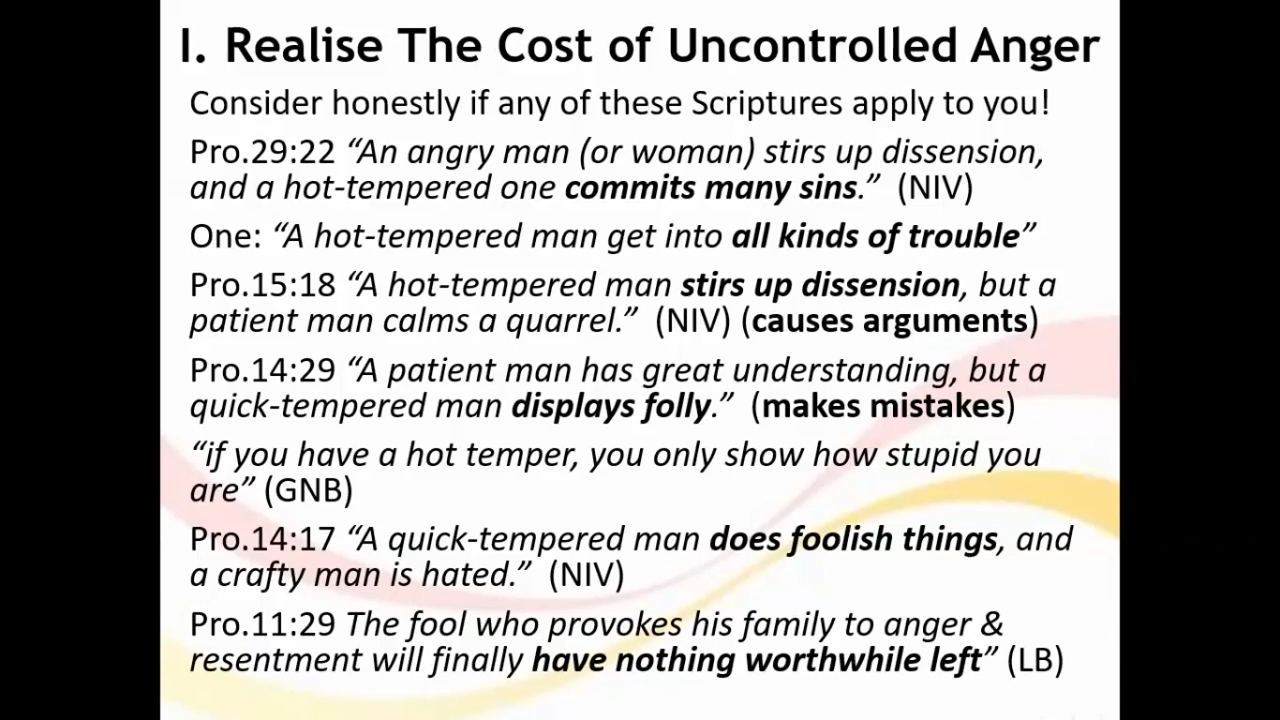 I. Realise The Cost of Uncontrolled Anger
Consider honestly if any of these Scriptures apply to you!
Pro.29:22 “An angry man (or woman) stirs up dissension,
and a hot-tempered one commits many sins.” (NIV)
One: “A hot-tempered man get into all kinds of trouble”
Pro.15:18 “A hot-tempered man stirs up dissension, but a
patient man calms a quarrel.” (NIV) (causes arguments)
Pro.14:29 “A patient man has great understanding, but a
quick-tempered man displays folly.” (makes mistakes)
“if you have a hot temper, you only show how stupid you
are” (GNB)
Pro.14:17 “A quick-tempered man does foolish things, and
a crafty man is hated.” (NIV)
Pro.11:29 The fool who provokes his family to anger &
resentment will finally have nothing worthwhile left” (LB)